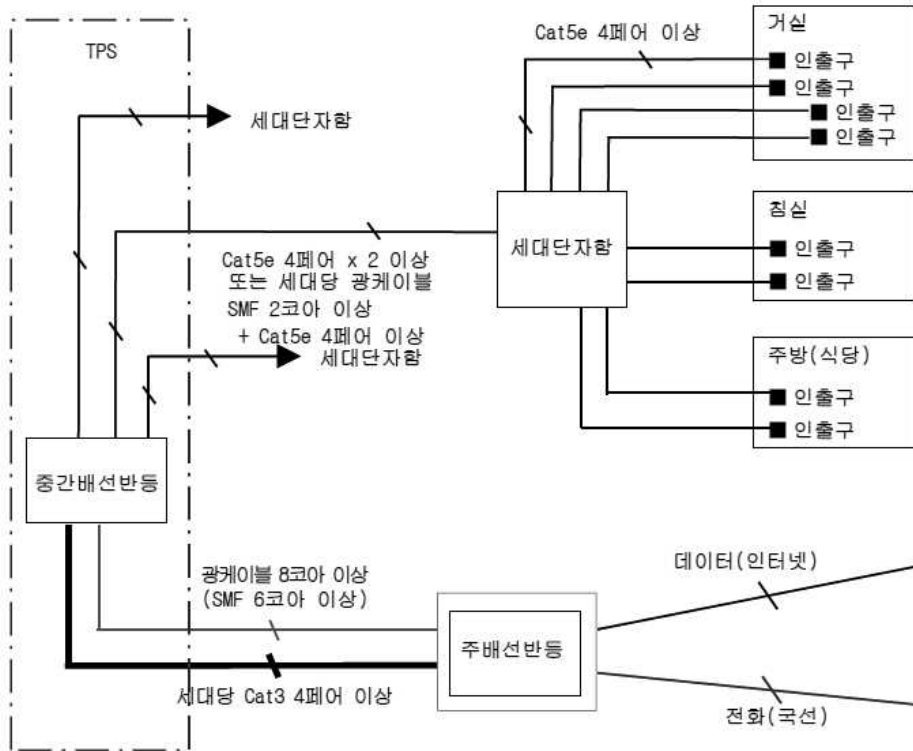 TPS
세대단자함
Cat5e 4페어 이상
거실
인출구
인출구
인출구
인출구
세대단자함
침실
인출구
인출구
Cat5e 4페어 x 2 이상
또는 세대당 광케이블
SMF 2코아 이상
+ Cat5e 4페어 이상
세대단자함
주방(식당)
인출구
인출구
중간배선반등
광케이블 8코아 이상
(SMF 6코아 이상)
세대당 Cat3 4페어 이상
주배선반등
데이터(인터넷)
전화(국선)